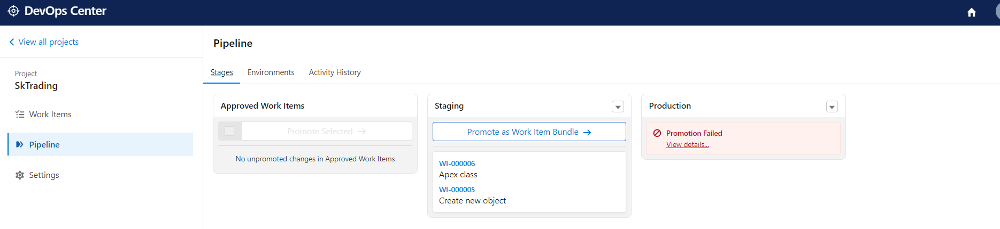 DevOps Center
View all projects
Project
SkTrading
Work Items
Pipeline
Settings
Pipeline
Stages Environments Activity History
Approved Work Items
Promote Selected
No unpromoted changes in Approved Work Items
Staging
Promote as Work Item Bundle
WI-000006
Apex class
WI-000005
Create new object
Production
Promotion Failed
View details...